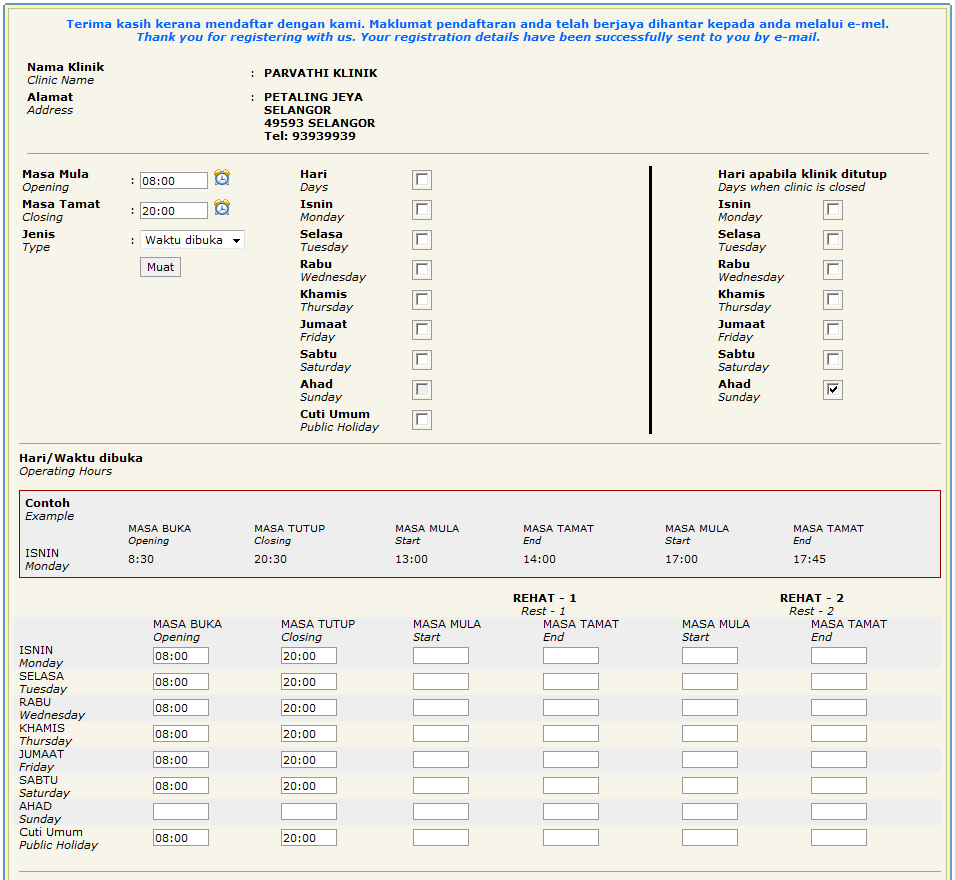 Terima kasih kerana mendaftar dengan kami. Maklumat pendaftaran anda telah berjaya dihantar kepada anda melalui e-mel.
Thank you for registering with us. Your registration details have been successfully sent to you by e-mail.
Nama Klinik : PARVATHI KLINIK
Clinic Name
Alamat : PETALING JEYA
Address SELANGOR
49593 SELANGOR
Tel: 93939939
Masa Mula : 08:00
Opening
Masa Tamat : 20:00
Closing
Jenis : Waktu dibuka
Type
Muat
Hari
Days
Isnin
Monday
Selasa
Tuesday
Rabu
Wednesday
Khamis
Thursday
Jumaat
Friday
Sabtu
Saturday
Ahad
Sunday
Cuti Umum
Public Holiday
Hari apabila klinik ditutup
Days when clinic is closed
Isnin
Monday
Selasa
Tuesday
Rabu
Wednesday
Khamis
Thursday
Jumaat
Friday
Sabtu
Saturday
Ahad
Sunday
Hari/Waktu dibuka
Operating Hours
Contoh
Example
MASA BUKA MASA TUTUP MASA MULA MASA TAMAT MASA MULA MASA TAMAT
Opening Closing Start End Start End
ISNIN 8:30 20:30 13:00 14:00 17:00 17:45
Monday
REHAT - 1 REHAT - 2
Rest - 1 Rest - 2
MASA BUKA MASA TUTUP MASA MULA MASA TAMAT MASA MULA MASA TAMAT
Opening Closing Start End Start End
ISNIN 08:00 20:00
Monday
SELASA 08:00 20:00
Tuesday
RABU 08:00 20:00
Wednesday
KHAMIS 08:00 20:00
Thursday
JUMAAT 08:00 20:00
Friday
SABTU 08:00 20:00
Saturday
AHAD
Sunday
Cuti Umum 08:00 20:00
Public Holiday